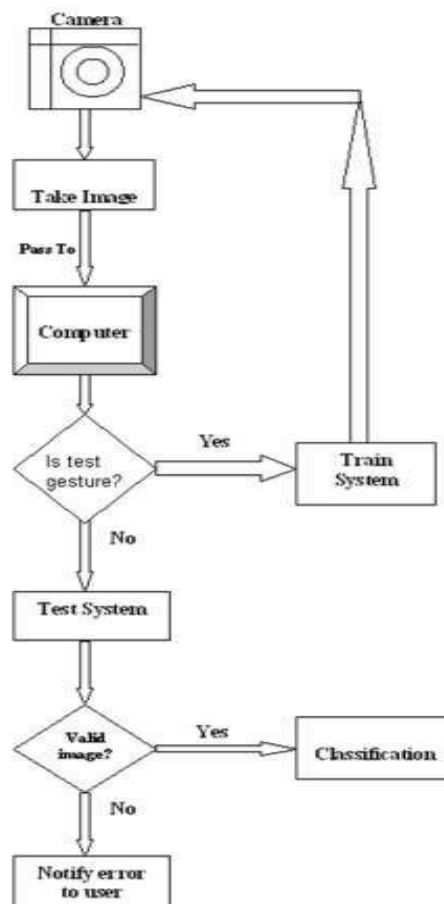 Camera
Take Image
Pass To
Computer
Is test
gesture?
Yes
Train
System
No
Test System
Valid
image?
Yes
Classification
No
Notify error
to user